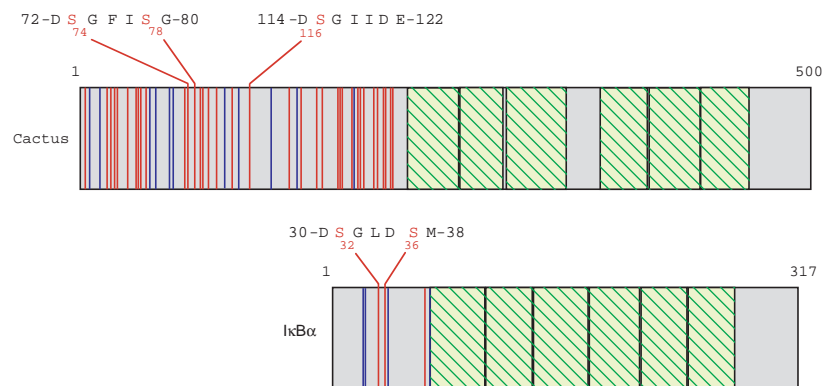 72-D S G F I S G-80 114-D S G I I D E-122
74 78 116
1 500
Cactus
30-D S G L D S M-38
32 36
1 317
IκBα